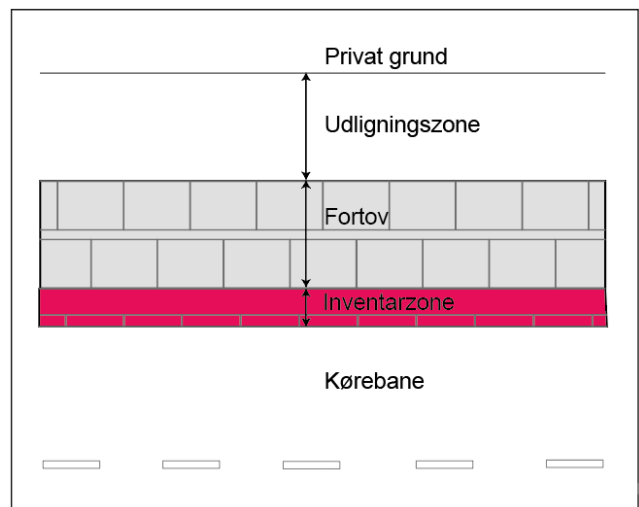 Privat grund
Udligningszone
Fortov
Inventarzone
Kørebane